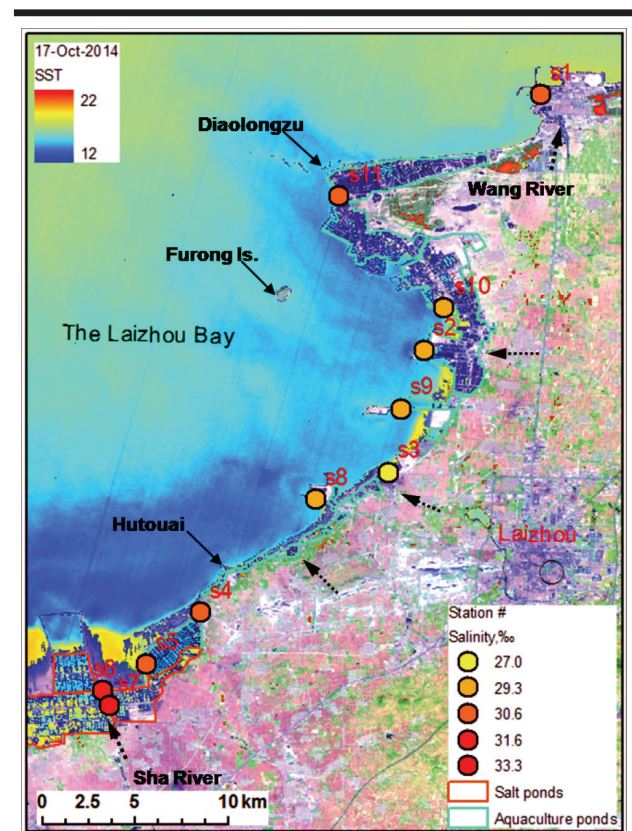 17-Oct-2014
SST
22
12
s1
Diaolongzu
s11
Wang River
Furong Is.
s10
The Laizhou Bay
s2
s9
s3
s8
Laizhou
Hutouai
s4
s5
s6
s7
Sha River
0 2.5 5 10 km
Station #
Salinity,‰
27.0
29.3
30.6
31.6
33.3
Salt ponds
Aquaculture ponds